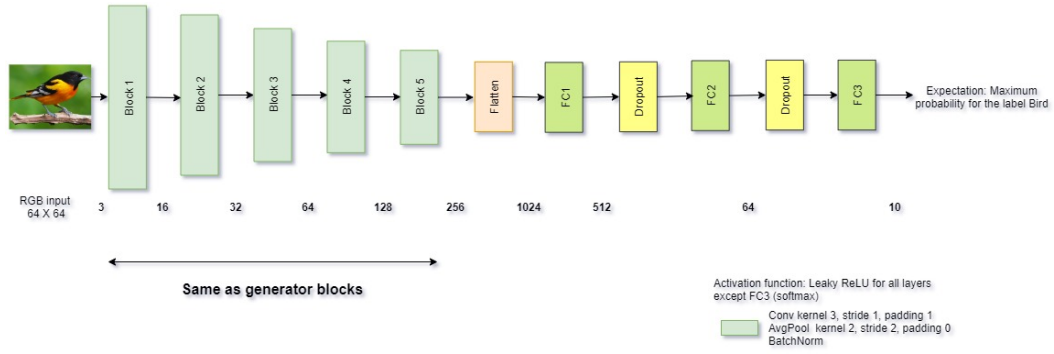 Block 1
Block 2
Block 3
Block 4
Block 5
Flatten
FC1
Dropout
FC2
Dropout
FC3
Expectation: Maximum
probability for the label Bird
RGB input
64 X 64
3
16
32
64
128
256
1024
512
64
10
Same as generator blocks
Activation function: Leaky ReLU for all layers
except FC3 (softmax)
Conv kernel 3, stride 1, padding 1
AvgPool kernel 2, stride 2, padding 0
BatchNorm